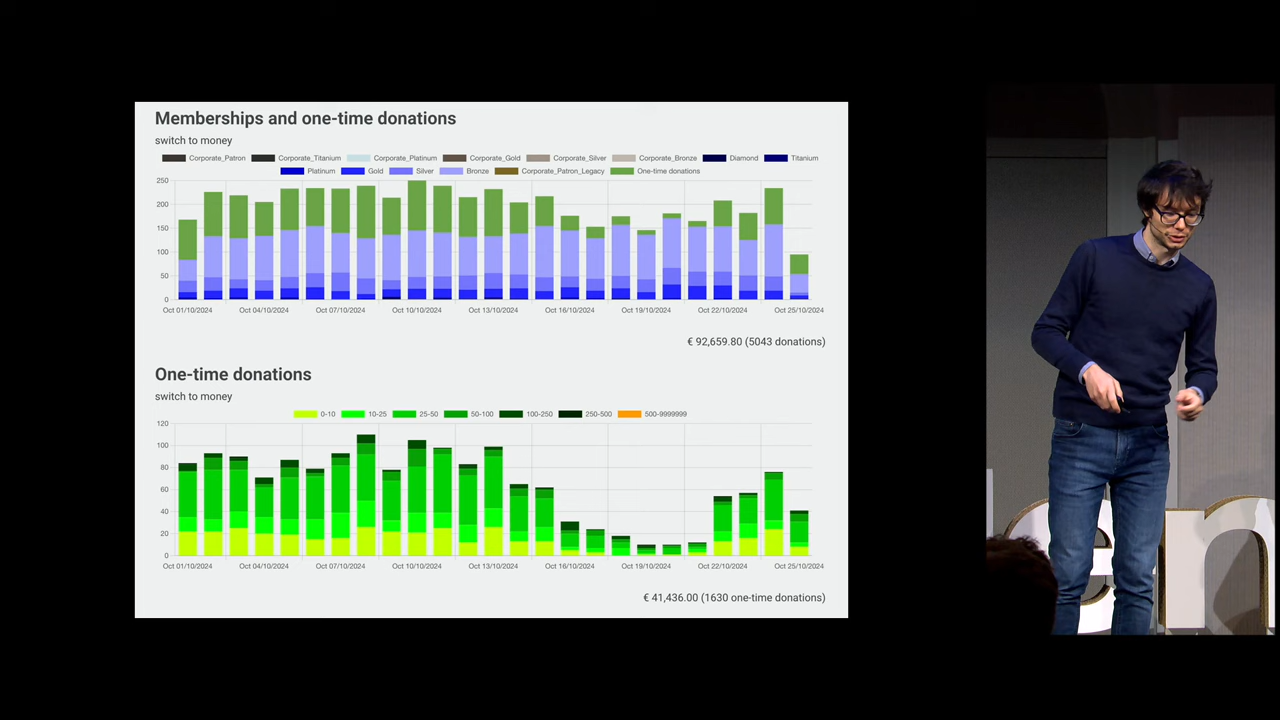 Memberships and one-time donations
switch to money
Corporate_Patron Corporate_Titanium Corporate_Platinum Corporate_Gold Corporate_Silver Corporate_Bronze Diamond Titanium
Platinum Gold Silver Bronze Corporate_Patron_Legacy One-time donations
250
200
150
100
50
0
Oct 01/10/2024 Oct 04/10/2024 Oct 07/10/2024 Oct 10/10/2024 Oct 13/10/2024 Oct 16/10/2024 Oct 19/10/2024 Oct 22/10/2024 Oct 25/10/2024
€ 92,659.80 (5043 donations)
One-time donations
switch to money
0-10 10-25 25-50 50-100 100-250 250-500 500-9999999
120
100
80
60
40
20
0
Oct 01/10/2024 Oct 04/10/2024 Oct 07/10/2024 Oct 10/10/2024 Oct 13/10/2024 Oct 16/10/2024 Oct 19/10/2024 Oct 22/10/2024 Oct 25/10/2024
€ 41,436.00 (1630 one-time donations)